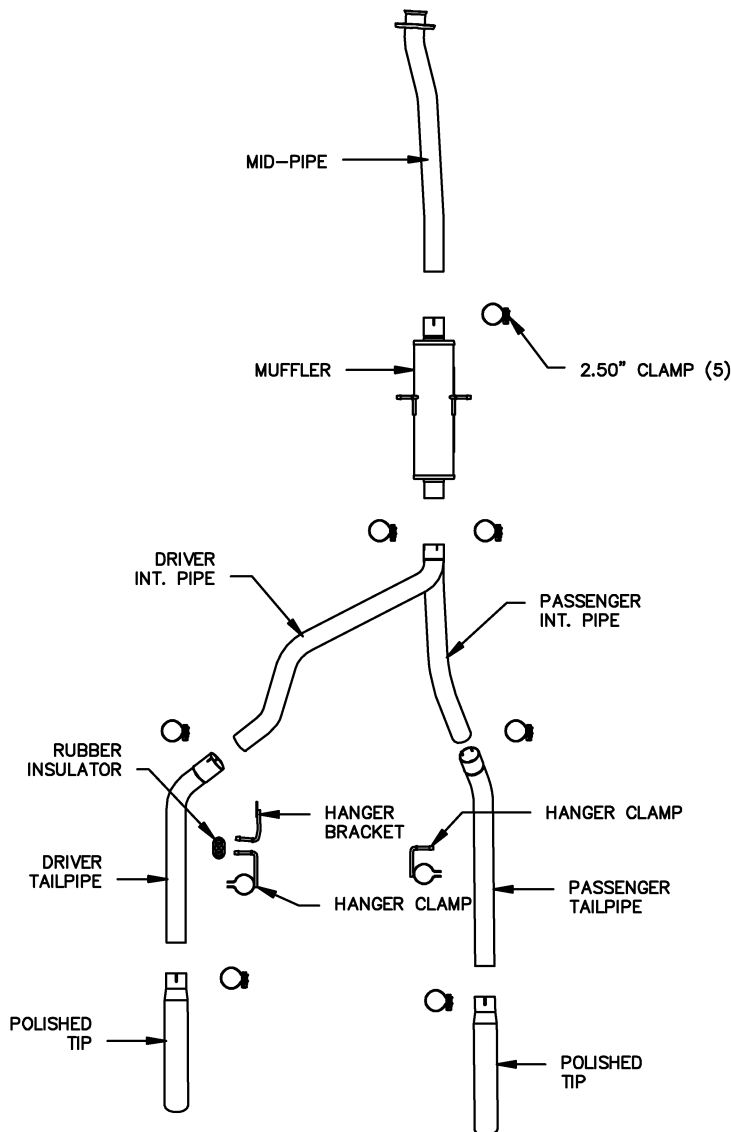 MID-PIPE
2.50" CLAMP (5)
MUFFLER
DRIVER
INT. PIPE
PASSENGER
INT. PIPE
RUBBER
INSULATOR
HANGER
BRACKET
HANGER CLAMP
DRIVER
TAILPIPE
HANGER CLAMP
PASSENGER
TAILPIPE
POLISHED
TIP
POLISHED
TIP